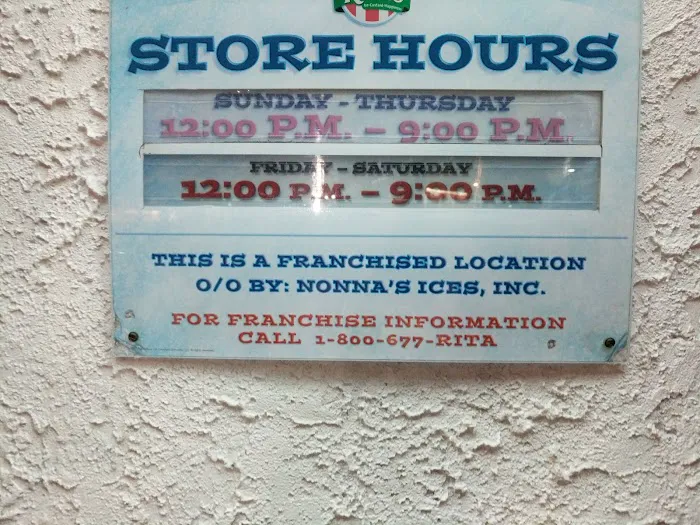 STORE HOURS
SUNDAY - THURSDAY
12:00 P.M. - 9:00 P.M.
FRIDAY - SATURDAY
12:00 P.M. - 9:00 P.M.
THIS IS A FRANCHISED LOCATION
O/O BY: NONNA'S ICES, INC.
FOR FRANCHISE INFORMATION
CALL 1-800-677-RITA